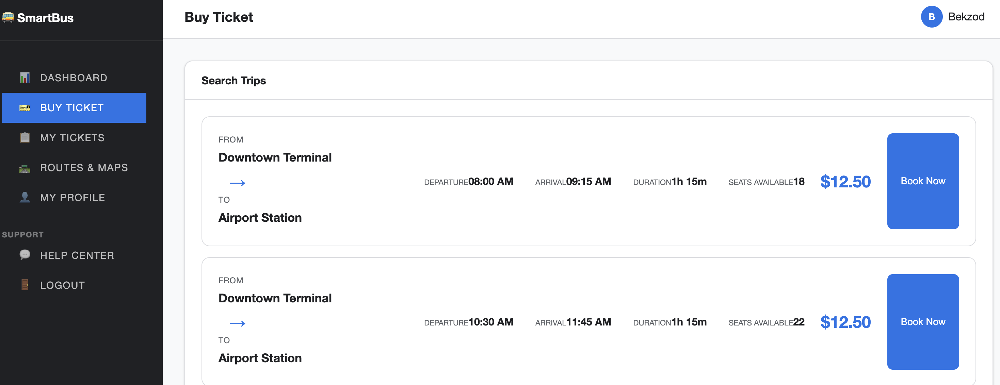 SmartBus
DASHBOARD
BUY TICKET
MY TICKETS
ROUTES & MAPS
MY PROFILE
SUPPORT
HELP CENTER
LOGOUT
Buy Ticket
B Bekzod
Search Trips
FROM
Downtown Terminal
→
TO
Airport Station
DEPARTURE08:00 AM ARRIVAL09:15 AM DURATION1h 15m SEATS AVAILABLE18 $12.50 Book Now
FROM
Downtown Terminal
→
TO
Airport Station
DEPARTURE10:30 AM ARRIVAL11:45 AM DURATION1h 15m SEATS AVAILABLE22 $12.50 Book Now